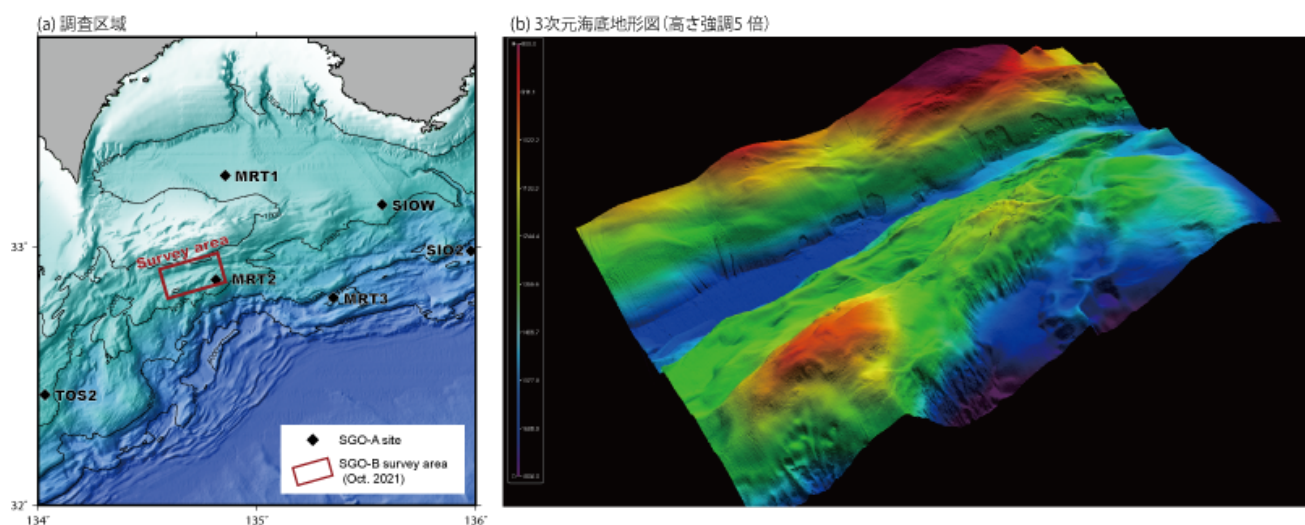 (a) 調査区域
(b) 3次元海底地形図(高さ強調5 倍)
MRT1
SIOW
33°
Survey area
SIO2
MRT2
MRT3
TOS2
SGO-A site
SGO-B survey area
(Oct. 2021)
32°
134°
135°
136°